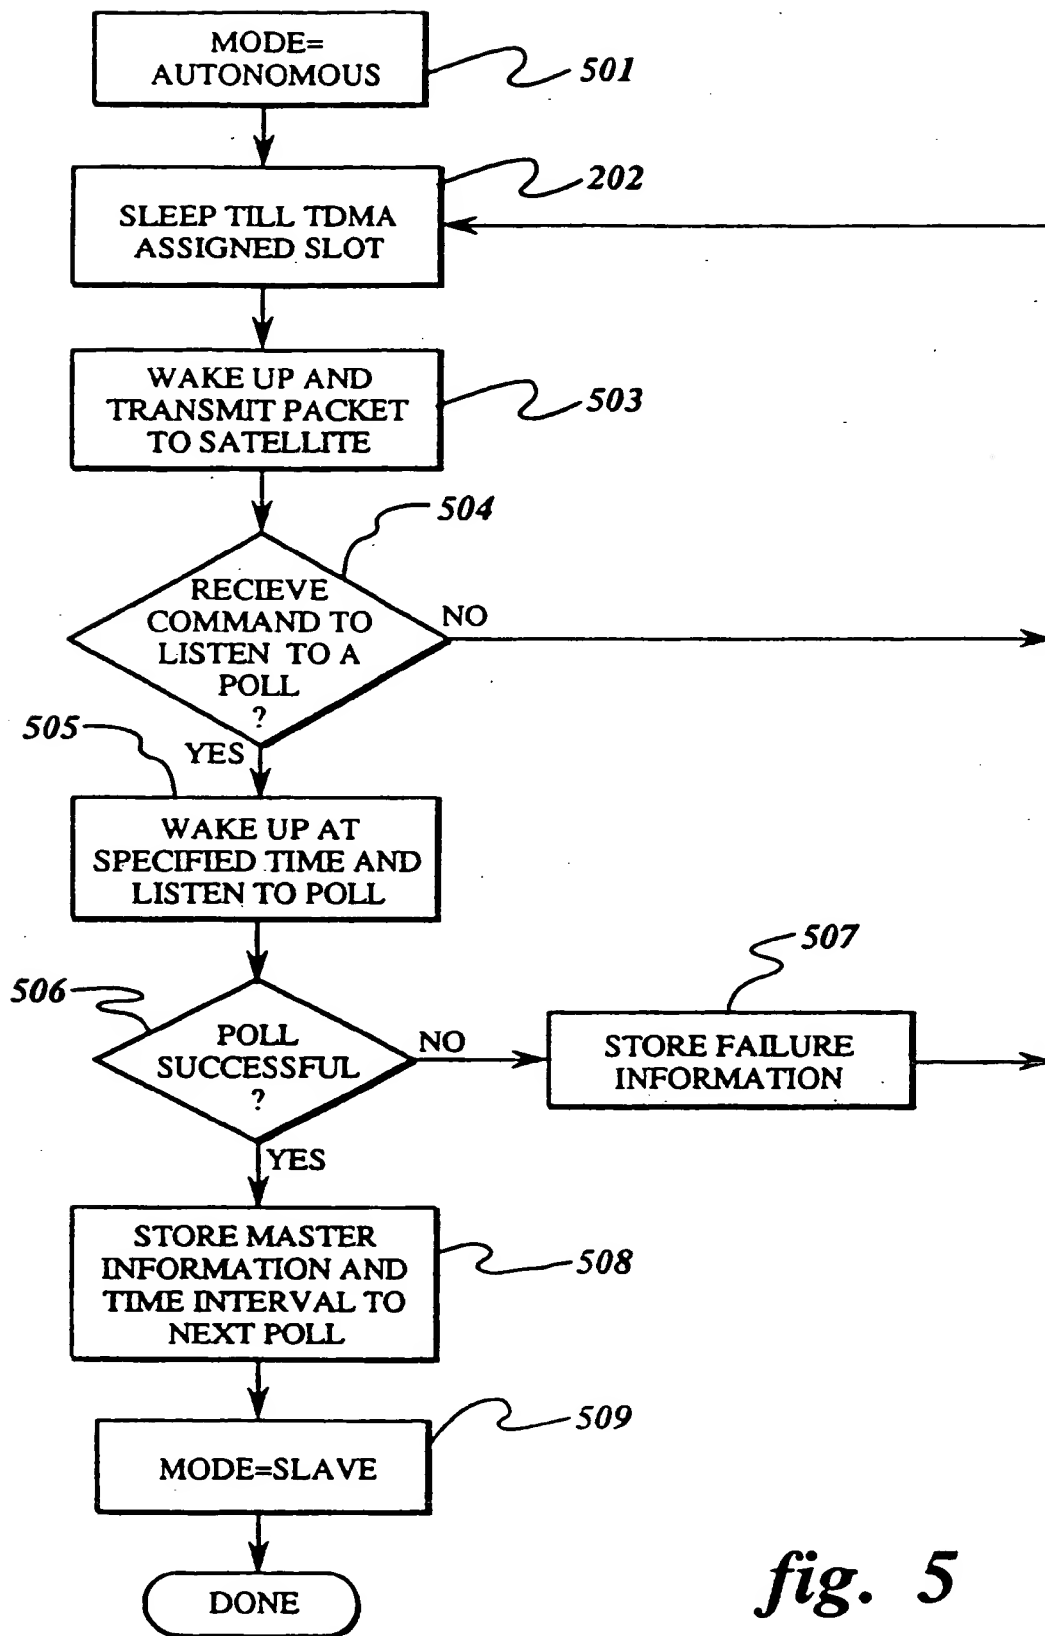 MODE=
AUTONOMOUS
501
202
SLEEP TILL TDMA
ASSIGNED SLOT
WAKE UP AND
TRANSMIT PACKET
TO SATELLITE
503
504
RECIEVE
COMMAND TO
LISTEN TO A
POLL
?
NO
505
YES
WAKE UP AT
SPECIFIED TIME AND
LISTEN TO POLL
507
506
POLL
SUCCESSFUL
?
NO
STORE FAILURE
INFORMATION
YES
STORE MASTER
INFORMATION AND
TIME INTERVAL TO
NEXT POLL
508
509
MODE=SLAVE
DONE
fig. 5